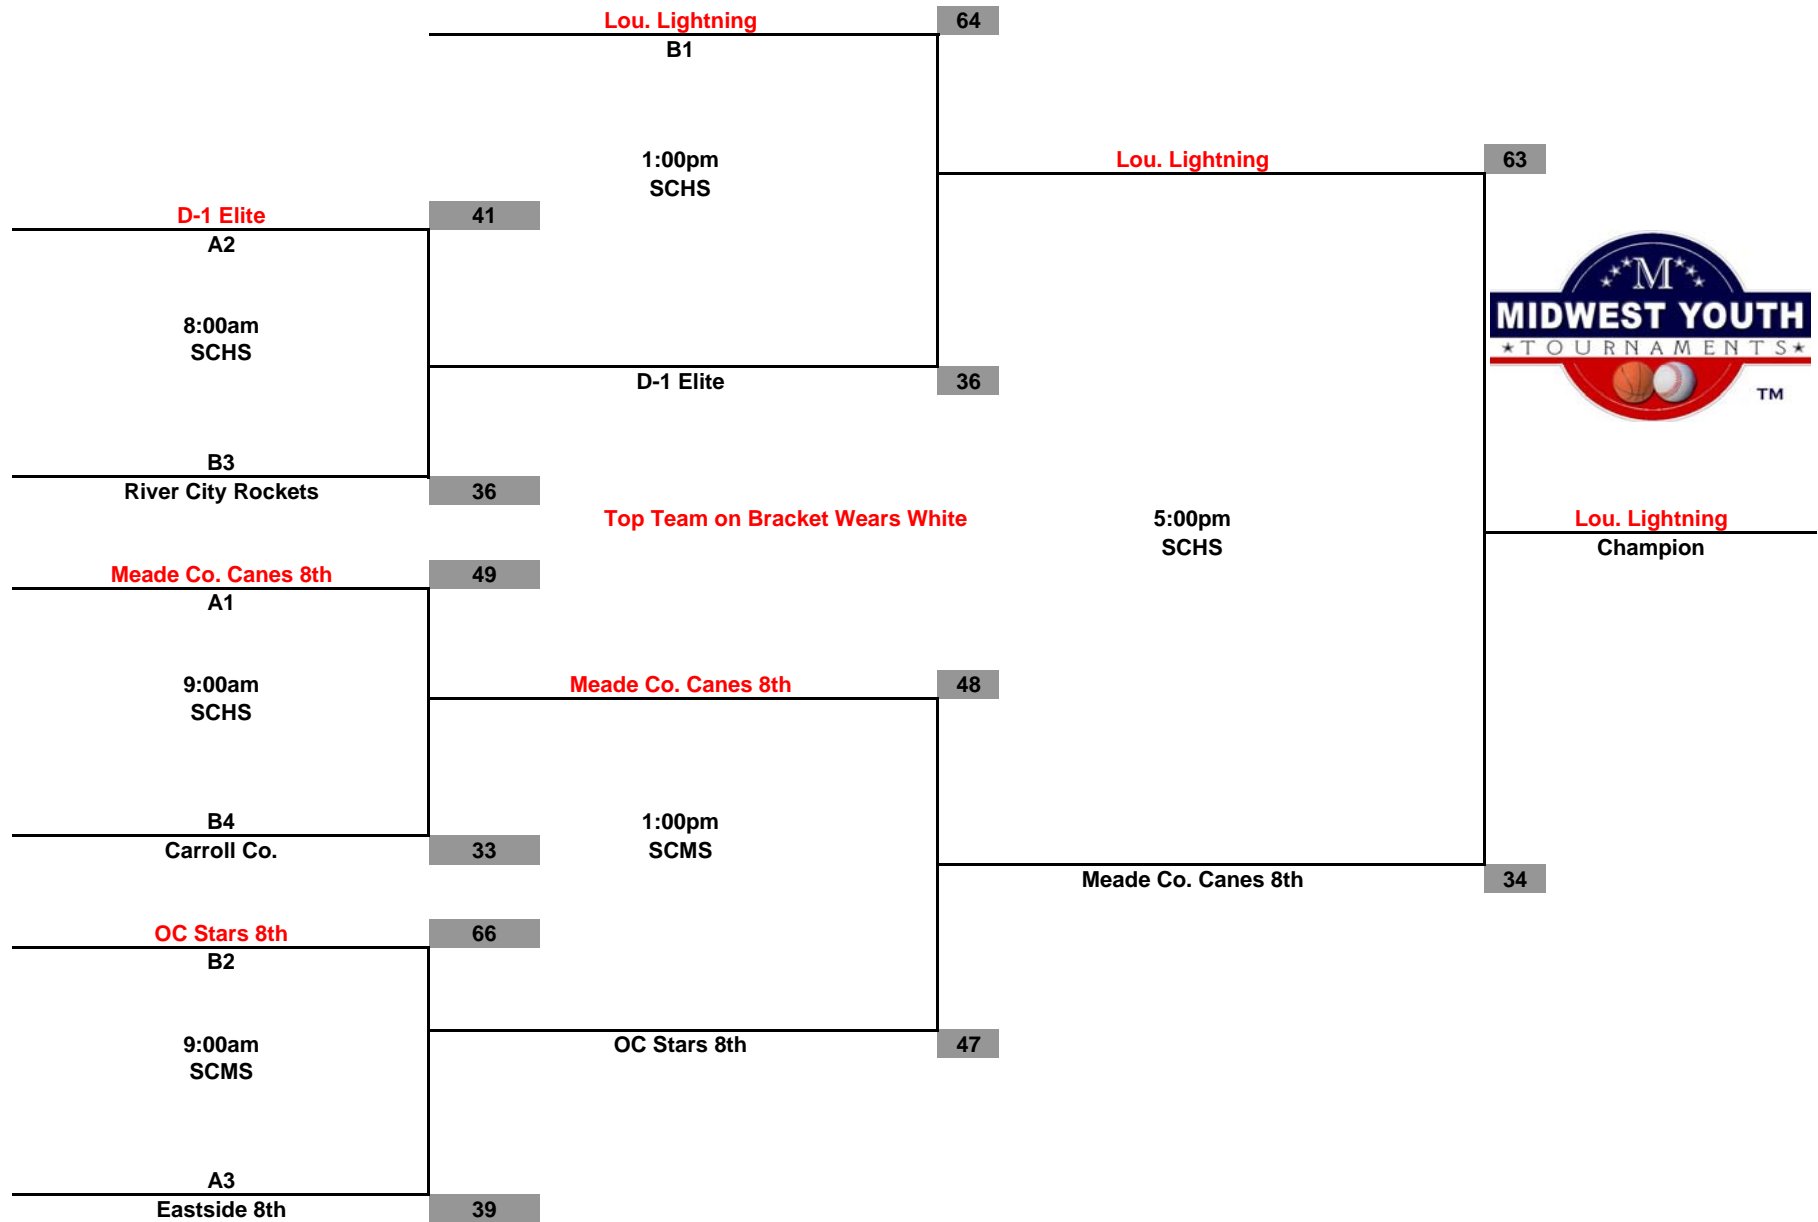 Lou. Lightning 64
B1
1:00pm
SCHS
Lou. Lightning 63
D-1 Elite 41
A2
8:00am
SCHS
M
MIDWEST YOUTH
TOURNAMENTS
TM
D-1 Elite 36
B3
River City Rockets 36
Top Team on Bracket Wears White
5:00pm
SCHS
Lou. Lightning
Champion
Meade Co. Canes 8th 49
A1
9:00am
SCHS
Meade Co. Canes 8th 48
B4
Carroll Co. 33
1:00pm
SCMS
Meade Co. Canes 8th 34
OC Stars 8th 66
B2
9:00am
SCMS
OC Stars 8th 47
A3
Eastside 8th 39